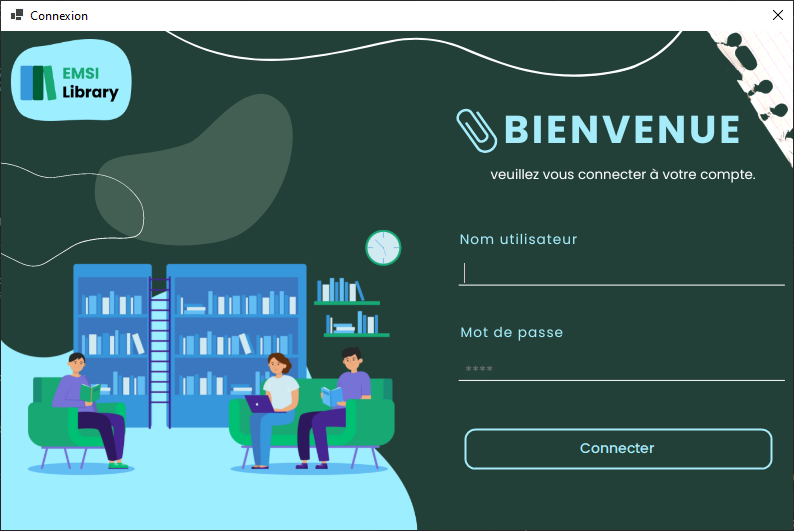 Connexion
EMSI
Library
BIENVENUE
veuillez vous connecter à votre compte.
Nom utilisateur
Mot de passe
****
Connecter